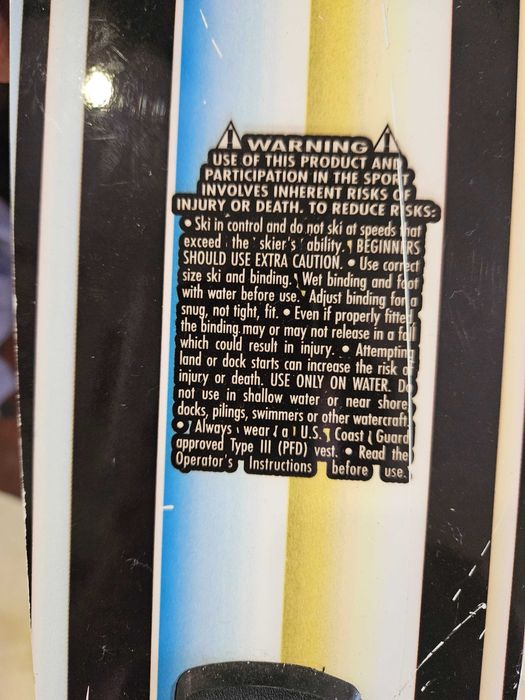 WARNING
USE OF THIS PRODUCT AND
PARTICIPATION IN THE SPORT
INVOLVES INHERENT RISKS OF
INJURY OR DEATH. TO REDUCE RISKS:
• Ski in control and do not ski at speeds that
exceed the skier's ability. • BEGINNERS
SHOULD USE EXTRA CAUTION. • Use correct
size ski and binding. • Wet binding and foot
with water before use. • Adjust binding for a
snug, not tight, fit. • Even if properly fitted,
the binding may or may not release in a fall
which could result in injury. • Attempting
land or dock starts can increase the risk of
injury or death. USE ONLY ON WATER. Do
not use in shallow water or near shore,
docks, pilings, swimmers or other watercraft.
• Always wear a U.S. Coast Guard
approved Type III (PFD) vest. • Read the
Operator's Instructions before use.